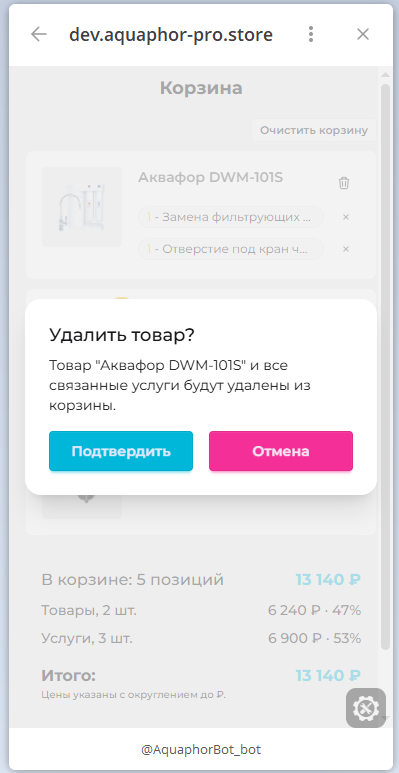 dev.aquaphor-pro.store
Корзина
Очистить корзину
Аквафор DWM-101S
1 - Замена фильтрующих ...
×
1 - Отверстие под кран ч...
×
Удалить товар?
Товар "Аквафор DWM-101S" и все
связанные услуги будут удалены из
корзины.
Подтвердить
Отмена
В корзине: 5 позиций
13 140 ₽
Товары, 2 шт.
6 240 ₽ · 47%
Услуги, 3 шт.
6 900 ₽ · 53%
Итого:
13 140 ₽
Цены указаны с округлением до ₽.
@AquaphorBot_bot